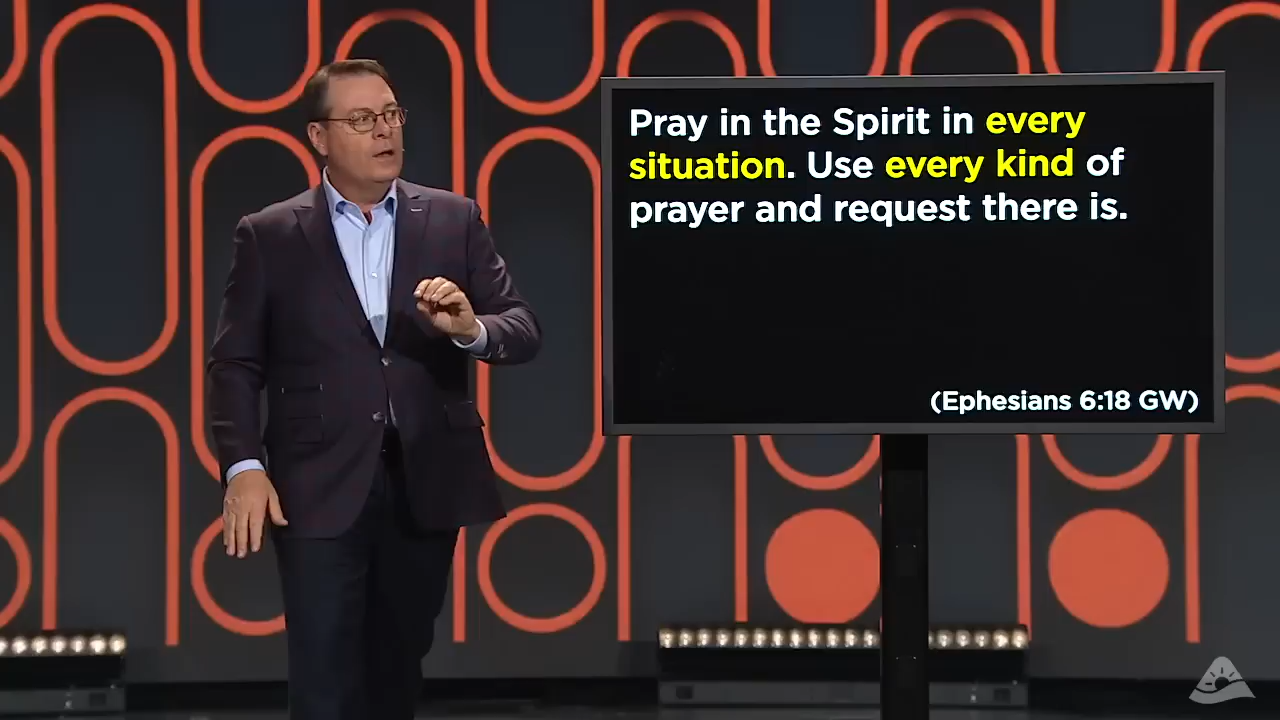 Pray in the Spirit in every
situation. Use every kind of
prayer and request there is.
(Ephesians 6:18 GW)